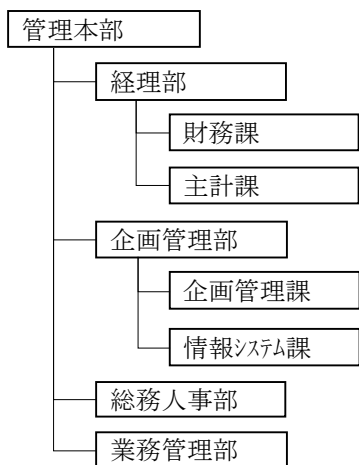 管理本部
経理部
財務課
主計課
企画管理部
企画管理課
情報ｼｽﾃﾑ課
総務人事部
業務管理部